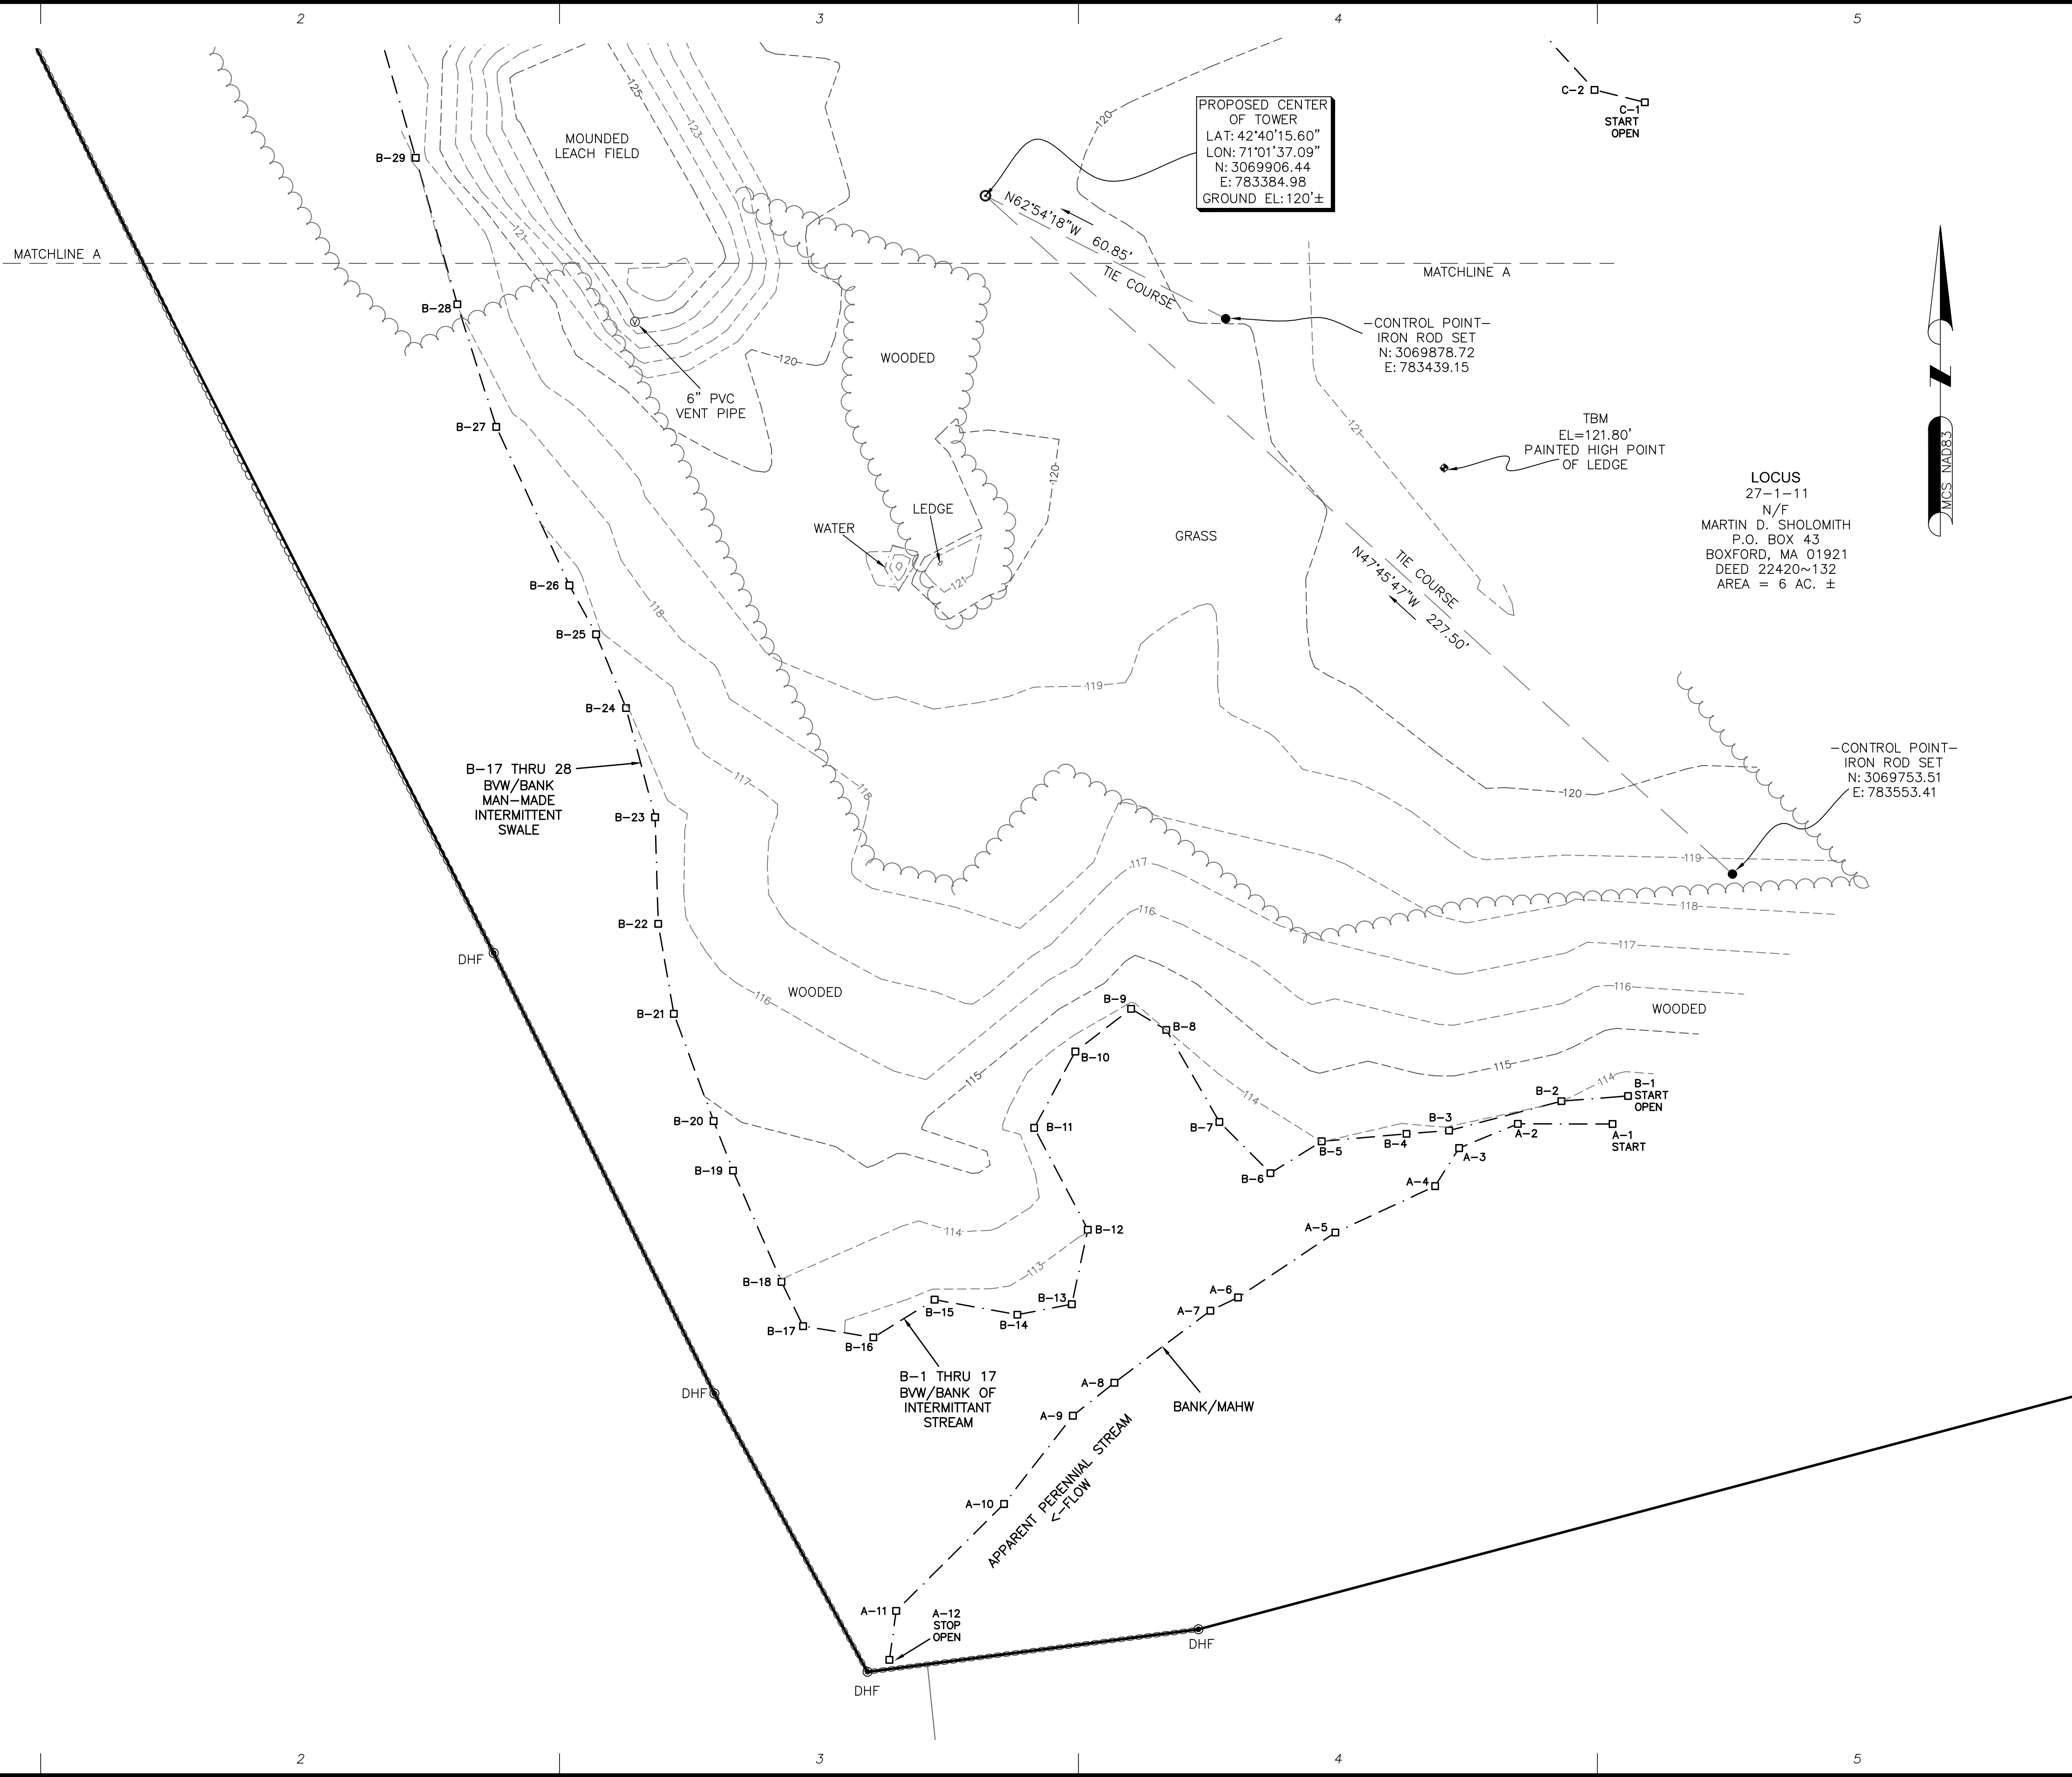 2
3
4
5
C-2
C-1
START
OPEN
PROPOSED CENTER
OF TOWER
LAT: 42°40'15.60"
LON: 71°01'37.09"
N: 3069906.44
E: 783384.98
GROUND EL: 120'±
125
123
120
MOUNDED
LEACH FIELD
B-29
N62°54'18"W 60.85'
TIE COURSE
121
MATCHLINE A
MATCHLINE A
B-28
-CONTROL POINT-
IRON ROD SET
N: 3069878.72
E: 783439.15
WOODED
120
6" PVC
VENT PIPE
V
B-27
121
TBM
EL=121.80'
PAINTED HIGH POINT
OF LEDGE
120
MCS NAD83
N
LOCUS
27-1-11
N/F
MARTIN D. SHOLOMITH
P.O. BOX 43
BOXFORD, MA 01921
DEED 22420~132
AREA = 6 AC. ±
LEDGE
WATER
GRASS
121
B-26
118
B-25
TIE COURSE
N47°45'47"W 227.50'
119
B-24
-CONTROL POINT-
IRON ROD SET
N: 3069753.51
E: 783553.41
B-17 THRU 28
BVW/BANK
MAN-MADE
INTERMITTENT
SWALE
117
118
120
B-23
119
117
118
116
B-22
117
DHF
116
WOODED
116
B-9
WOODED
B-21
B-8
B-10
115
115
114
114
B-1
START
OPEN
B-2
B-20
B-11
B-7
B-3
B-4
B-5
A-2
A-1
START
A-3
B-19
B-6
A-4
114
B-12
A-5
113
B-18
B-13
A-6
A-7
B-15
B-14
B-17
B-16
B-1 THRU 17
BVW/BANK OF
INTERMITTANT
STREAM
DHF
A-8
A-9
BANK/MAHW
APPARENT PERENNIAL STREAM
<--FLOW
A-10
A-11
A-12
STOP
OPEN
DHF
DHF
2
3
4
5